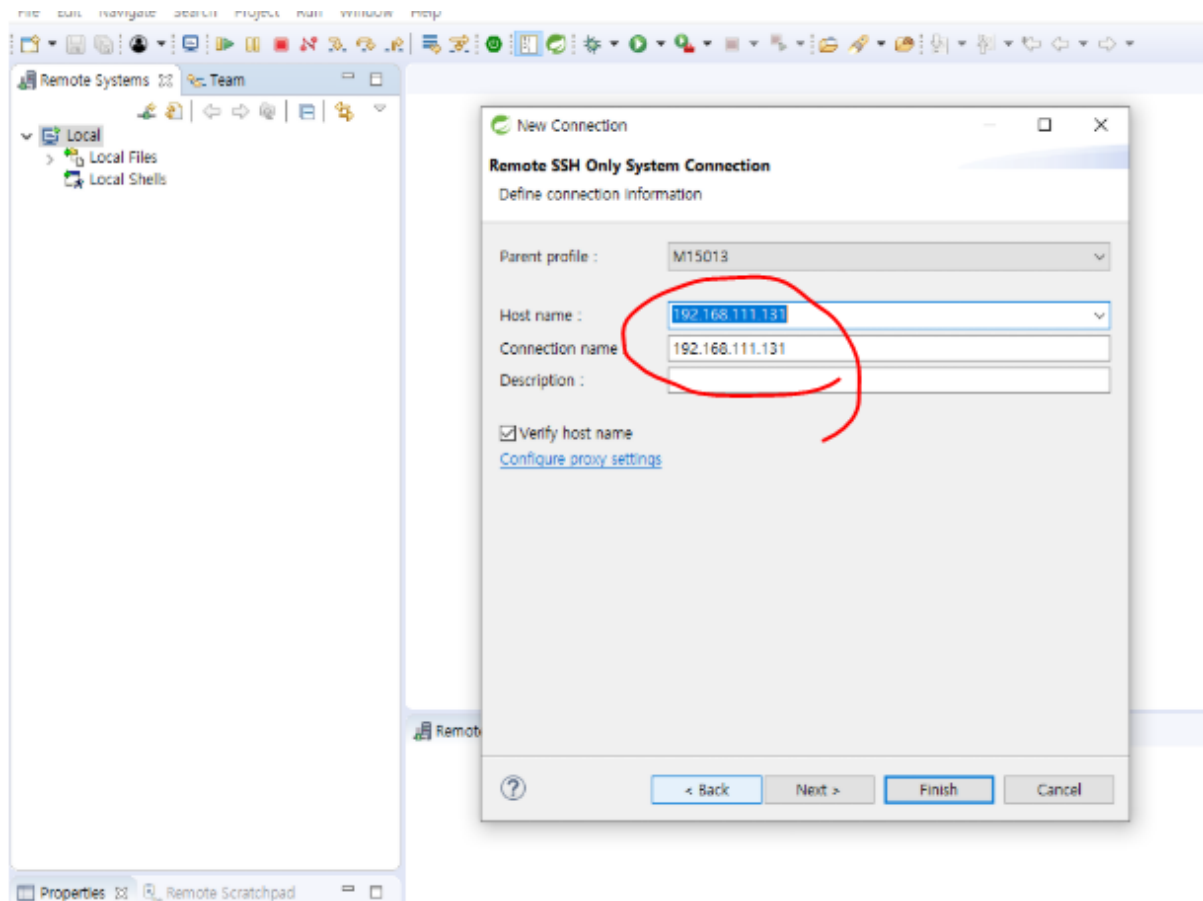 File Edit Navigate Search Project Run Window Help
Remote Systems Team
Local
Local Files
Local Shells
New Connection
Remote SSH Only System Connection
Define connection information
Parent profile : M15013
Host name : 192.168.111.131
Connection name 192.168.111.131
Description :
Verify host name
Configure proxy settings
Remot
? < Back Next > Finish Cancel
Properties Remote Scratchpad